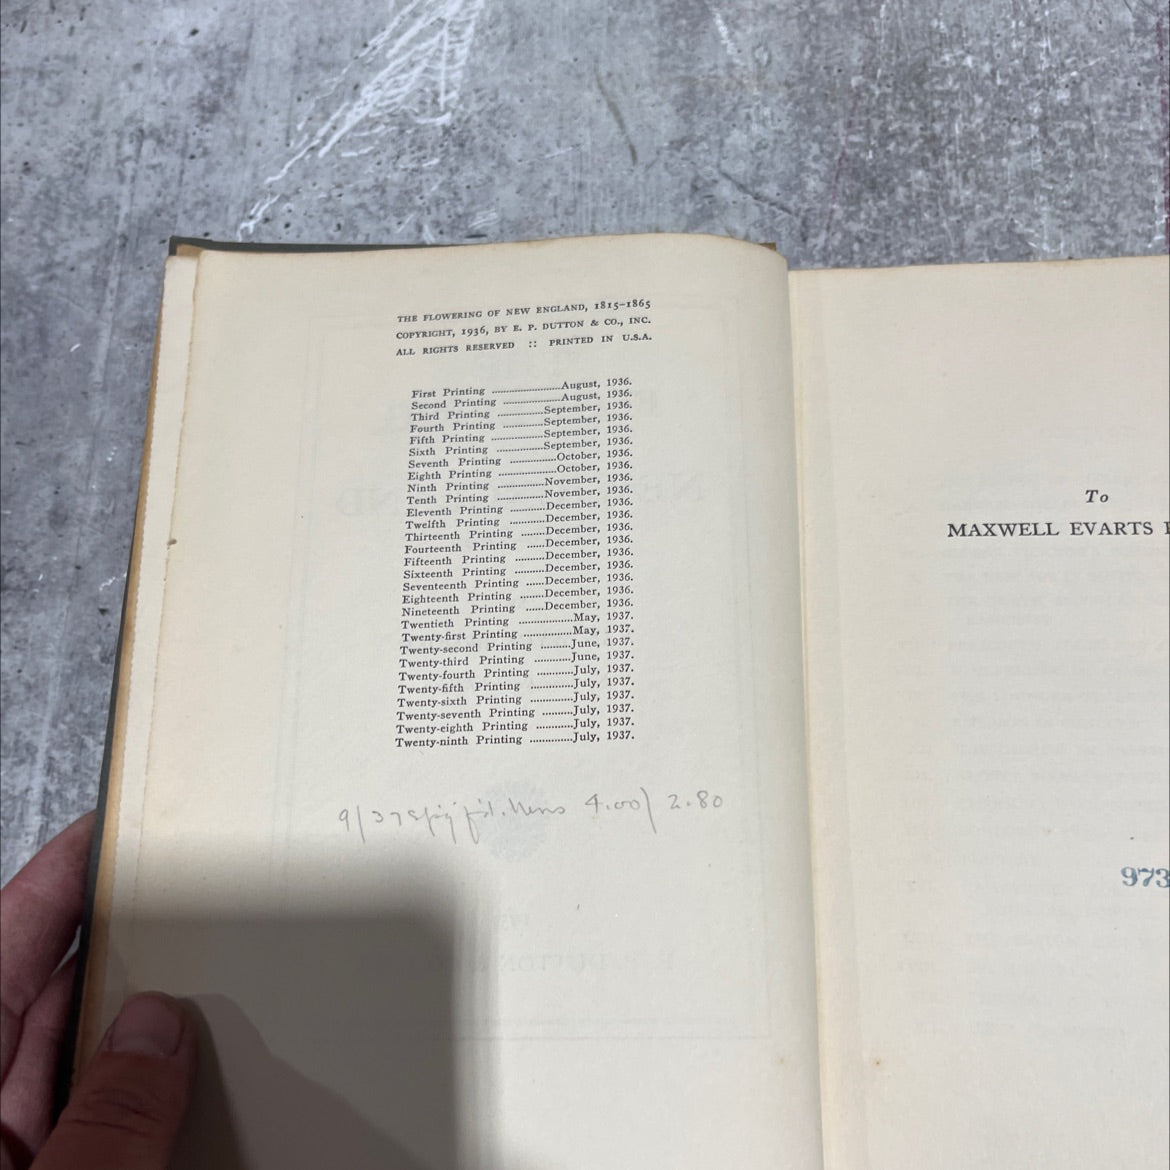 THE FLOWERING OF NEW ENGLAND, 1815–1865
COPYRIGHT, 1936, BY E. P. DUTTON & CO., INC.
ALL RIGHTS RESERVED :: PRINTED IN U.S.A.
First Printing ........................August, 1936.
Second Printing ....................August, 1936.
Third Printing ................September, 1936.
Fourth Printing ..............September, 1936.
Fifth Printing ..................September, 1936.
Sixth Printing .................September, 1936.
Seventh Printing ................October, 1936.
Eighth Printing ....................October, 1936.
Ninth Printing ..................November, 1936.
Tenth Printing ................November, 1936.
Eleventh Printing .............December, 1936.
Twelfth Printing ............December, 1936.
Thirteenth Printing ........December, 1936.
Fourteenth Printing ......December, 1936.
Fifteenth Printing ..........December, 1936.
Sixteenth Printing ..........December, 1936.
Seventeenth Printing ......December, 1936.
Eighteenth Printing ........December, 1936.
Nineteenth Printing ......December, 1936.
Twentieth Printing ...................May, 1937.
Twenty-first Printing .................May, 1937.
Twenty-second Printing ..........June, 1937.
Twenty-third Printing ............June, 1937.
Twenty-fourth Printing ............July, 1937.
Twenty-fifth Printing ..............July, 1937.
Twenty-sixth Printing ..............July, 1937.
Twenty-seventh Printing ..........July, 1937.
Twenty-eighth Printing ............July, 1937.
Twenty-ninth Printing ..............July, 1937.
9/37 4.00/ 2.80
To
MAXWELL EVARTS
973